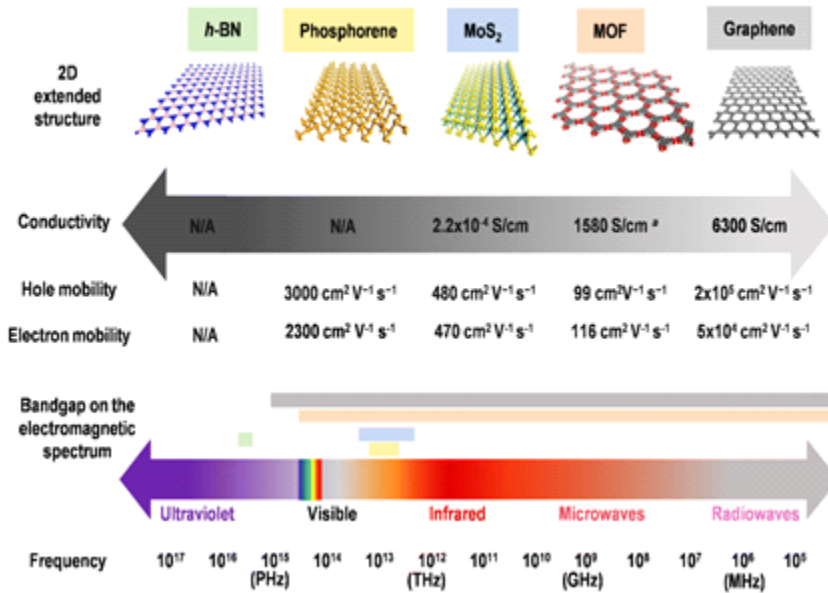 h-BN Phosphorene MoS₂ MOF Graphene
2D
extended
structure
Conductivity N/A N/A 2.2x10⁻⁴ S/cm 1580 S/cm ᵃ 6300 S/cm
Hole mobility N/A 3000 cm² V⁻¹ s⁻¹ 480 cm² V⁻¹ s⁻¹ 99 cm²V⁻¹ s⁻¹ 2x10⁵ cm² V⁻¹ s⁻¹
Electron mobility N/A 2300 cm² V⁻¹ s⁻¹ 470 cm² V⁻¹ s⁻¹ 116 cm² V⁻¹ s⁻¹ 5x10⁴ cm² V⁻¹ s⁻¹
Bandgap on the
electromagnetic
spectrum
Ultraviolet Visible Infrared Microwaves Radiowaves
Frequency 10¹⁷ 10¹⁶ 10¹⁵ 10¹⁴ 10¹³ 10¹² 10¹¹ 10¹⁰ 10⁹ 10⁸ 10⁷ 10⁶ 10⁵
(PHz) (THz) (GHz) (MHz)